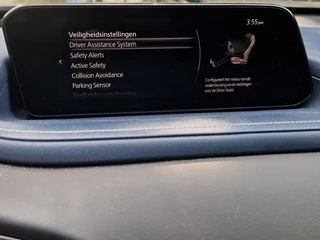 3:55pm
Veiligheidsinstellingen
Driver Assistance System
Safety Alerts
Active Safety
Collision Avoidance
Parking Sensor
Configureert het niveau van de
ondersteuning en de meldingen
voor de Driver Assist.